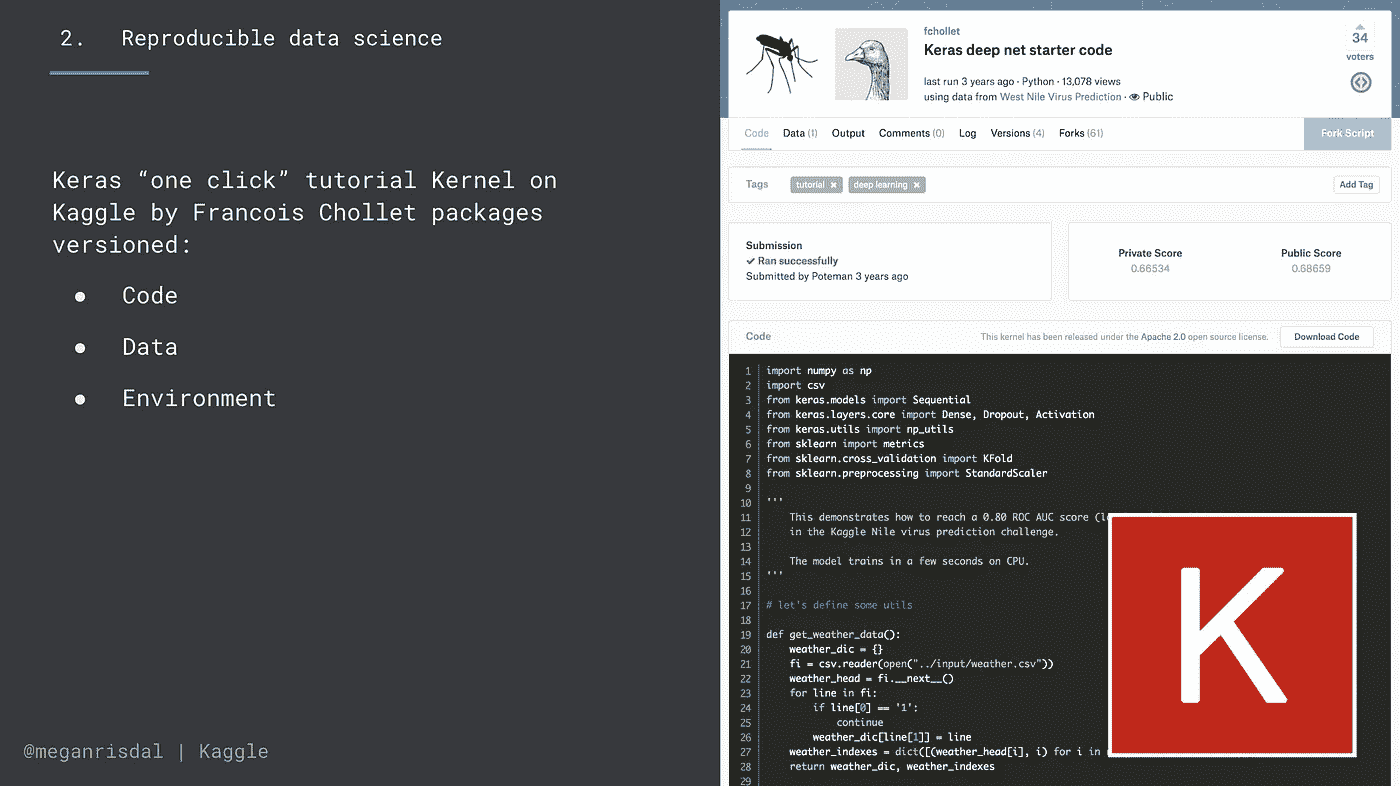 2. Reproducible data science
Keras “one click” tutorial Kernel on
Kaggle by Francois Chollet packages
versioned:
● Code
● Data
● Environment
@meganrisdal | Kaggle
fchollet
Keras deep net starter code
last run 3 years ago · Python · 13,078 views
using data from West Nile Virus Prediction · Public
34
voters
Code Data (1) Output Comments (0) Log Versions (4) Forks (61) Fork Script
Tags tutorial × deep learning × Add Tag
Submission
✔ Ran successfully
Submitted by Poteman 3 years ago
Private Score
0.66534
Public Score
0.68659
Code This kernel has been released under the Apache 2.0 open source license. Download Code
1 import numpy as np
2 import csv
3 from keras.models import Sequential
4 from keras.layers.core import Dense, Dropout, Activation
5 from keras.utils import np_utils
6 from sklearn import metrics
7 from sklearn.cross_validation import KFold
8 from sklearn.preprocessing import StandardScaler
9
10 '''
11 This demonstrates how to reach a 0.80 ROC AUC score
12 in the Kaggle Nile virus prediction challenge.
13
14 The model trains in a few seconds on CPU.
15 '''
16
17 # let's define some utils
18
19 def get_weather_data():
20 weather_dic = {}
21 fi = csv.reader(open("../input/weather.csv"))
22 weather_head = fi.__next__()
23 for line in fi:
24 if line[0] == '1':
25 continue
26 weather_dic[line[1]] = line
27 weather_indexes = dict([(weather_head[i], i) for i in
28 return weather_dic, weather_indexes
29
K